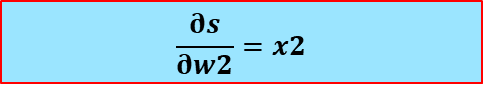 ∂s/∂w2 = x2